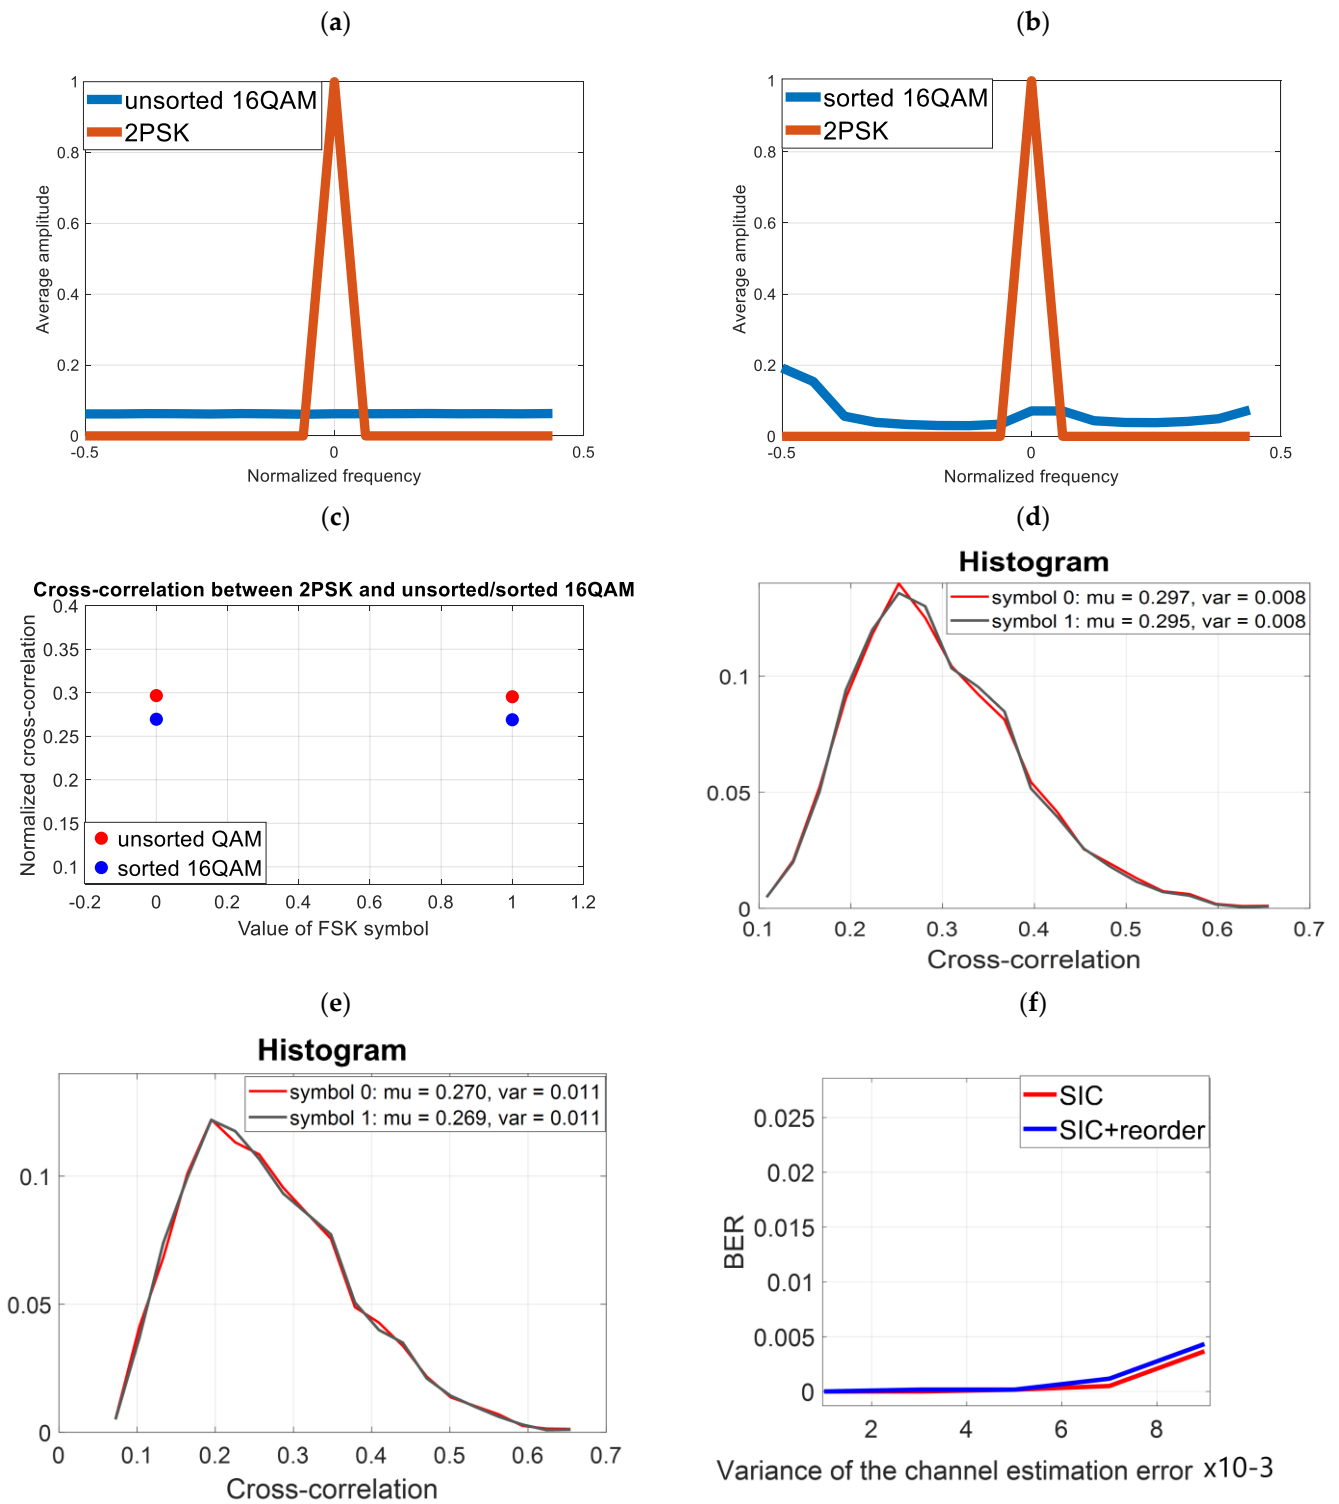 (a)
unsorted 16QAM
2PSK
1
0.8
0.6
0.4
0.2
0
Average amplitude
-0.5
0
0.5
Normalized frequency
(b)
sorted 16QAM
2PSK
1
0.8
0.6
0.4
0.2
0
Average amplitude
-0.5
0
0.5
Normalized frequency
(c)
Cross-correlation between 2PSK and unsorted/sorted 16QAM
0.4
0.35
0.3
0.25
0.2
0.15
0.1
Normalized cross-correlation
unsorted QAM
sorted 16QAM
-0.2 0 0.2 0.4 0.6 0.8 1 1.2
Value of FSK symbol
(d)
Histogram
symbol 0: mu = 0.297, var = 0.008
symbol 1: mu = 0.295, var = 0.008
0.1
0.05
0
0.1 0.2 0.3 0.4 0.5 0.6 0.7
Cross-correlation
(e)
Histogram
symbol 0: mu = 0.270, var = 0.011
symbol 1: mu = 0.269, var = 0.011
0.1
0.05
0
0 0.1 0.2 0.3 0.4 0.5 0.6 0.7
Cross-correlation
(f)
SIC
SIC+reorder
0.025
0.02
0.015
0.01
0.005
0
BER
2 4 6 8
Variance of the channel estimation error x10-3